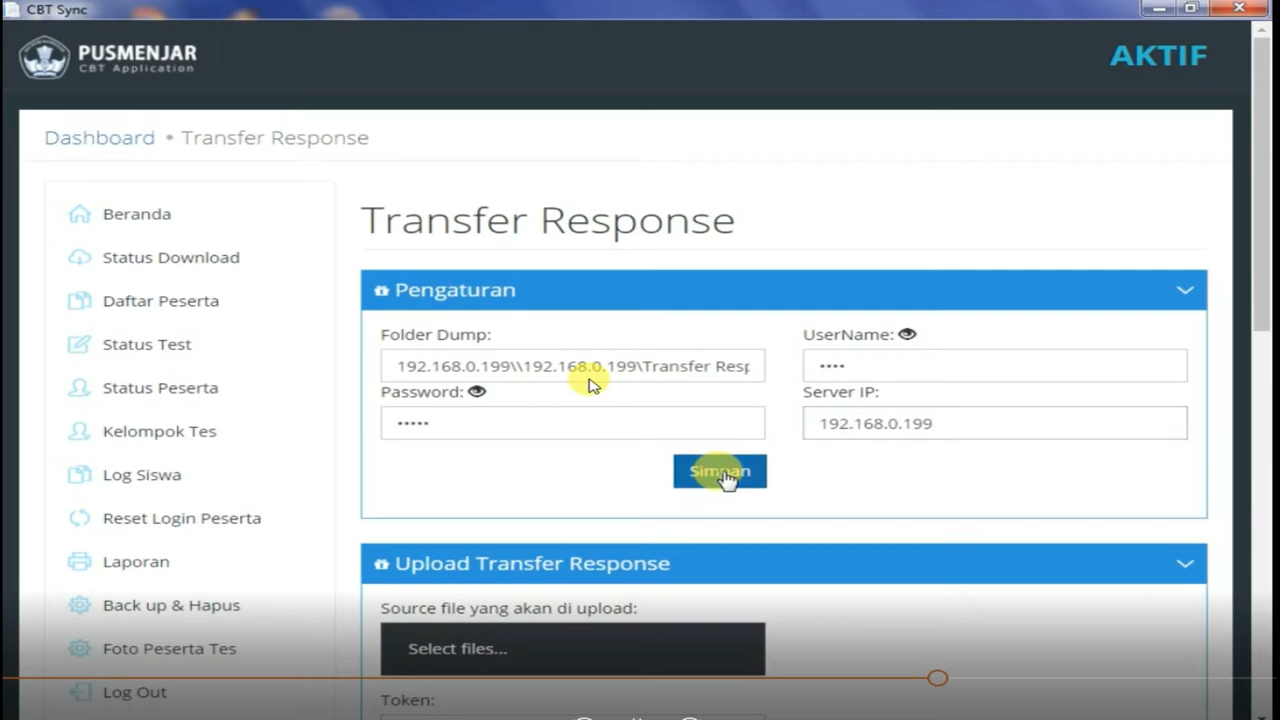 CBT Sync
PUSMENJAR
CBT Application
AKTIF
Dashboard • Transfer Response
Beranda
Status Download
Daftar Peserta
Status Test
Status Peserta
Kelompok Tes
Log Siswa
Reset Login Peserta
Laporan
Back up & Hapus
Foto Peserta Tes
Log Out
Transfer Response
Pengaturan
Folder Dump:
192.168.0.199\\192.168.0.199\Transfer Resp
UserName:
••••
Password:
•••••
Server IP:
192.168.0.199
Simpan
Upload Transfer Response
Source file yang akan di upload:
Select files...
Token: